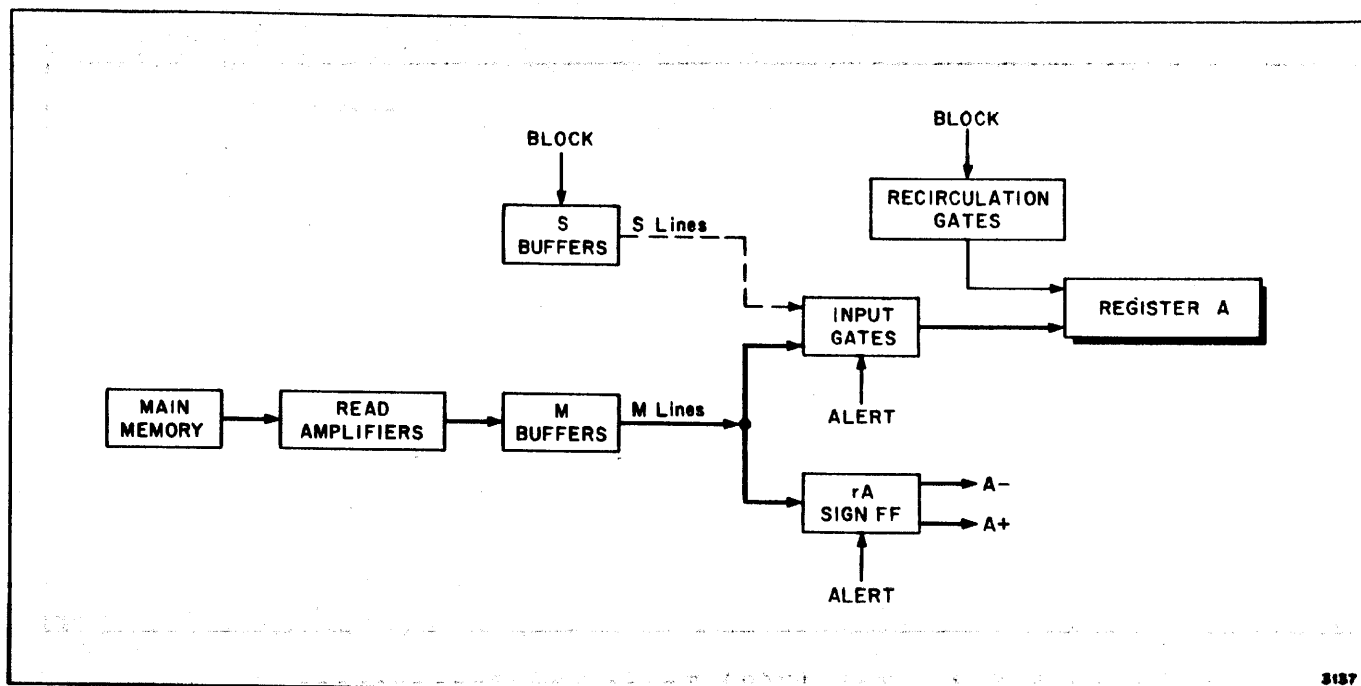 BLOCK
BLOCK
RECIRCULATION
GATES
S
BUFFERS
S Lines
REGISTER A
INPUT
GATES
MAIN
MEMORY
READ
AMPLIFIERS
M
BUFFERS
M Lines
ALERT
rA
SIGN FF
A-
A+
ALERT
3137